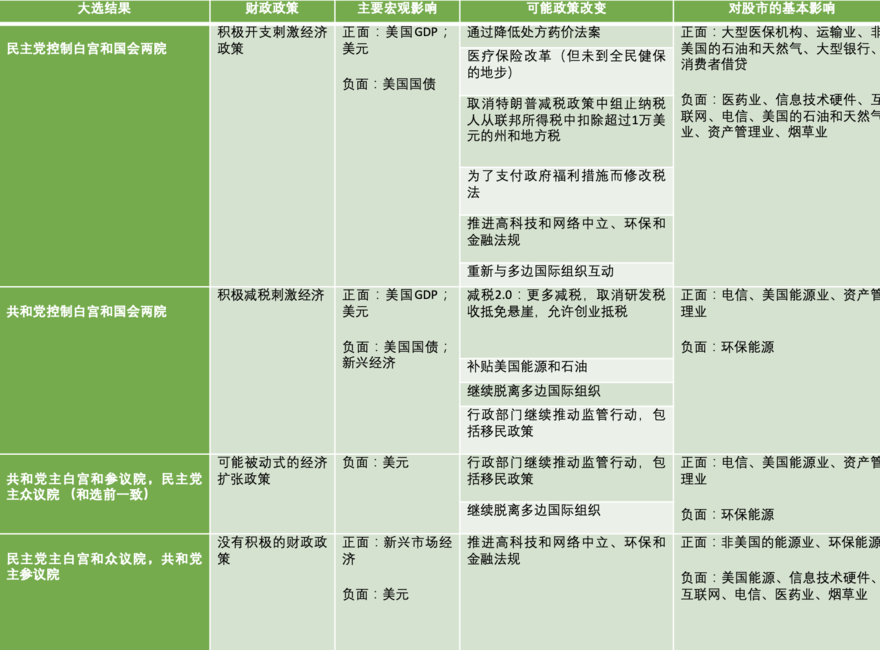 大选结果
财政政策
主要宏观影响
可能政策改变
对股市的基本影响
民主党控制白宫和国会两院
积极开支刺激经济
政策
正面：美国GDP；
美元
负面：美国国债
通过降低处方药价法案
医疗保险改革（但未到全民健保
的地步）
取消特朗普减税政策中组止纳税
人从联邦所得税中扣除超过1万美
元的州和地方税
为了支付政府福利措施而修改税
法
推进高科技和网络中立、环保和
金融法规
重新与多边国际组织互动
正面：大型医保机构、运输业、非
美国的石油和天然气、大型银行、
消费者借贷
负面：医药业、信息技术硬件、互
联网、电信、美国的石油和天然气
业、资产管理业、烟草业
共和党控制白宫和国会两院
积极减税刺激经济
正面：美国GDP；
美元
负面：美国国债；
新兴经济
减税2.0：更多减税，取消研发税
收抵免悬崖，允许创业抵税
补贴美国能源和石油
继续脱离多边国际组织
行政部门继续推动监管行动，包
括移民政策
正面：电信、美国能源业、资产管
理业
负面：环保能源
共和党主白宫和参议院，民主党
主众议院（和选前一致）
可能被动式的经济
扩张政策
负面：美元
行政部门继续推动监管行动，包
括移民政策
继续脱离多边国际组织
正面：电信、美国能源业、资产管
理业
负面：环保能源
民主党主白宫和众议院，共和党
主参议院
没有积极的财政政
策
正面：新兴市场经
济
负面：美元
推进高科技和网络中立、环保和
金融法规
正面：非美国的能源业、环保能源
负面：美国能源、信息技术硬件、
互联网、电信、医药业、烟草业